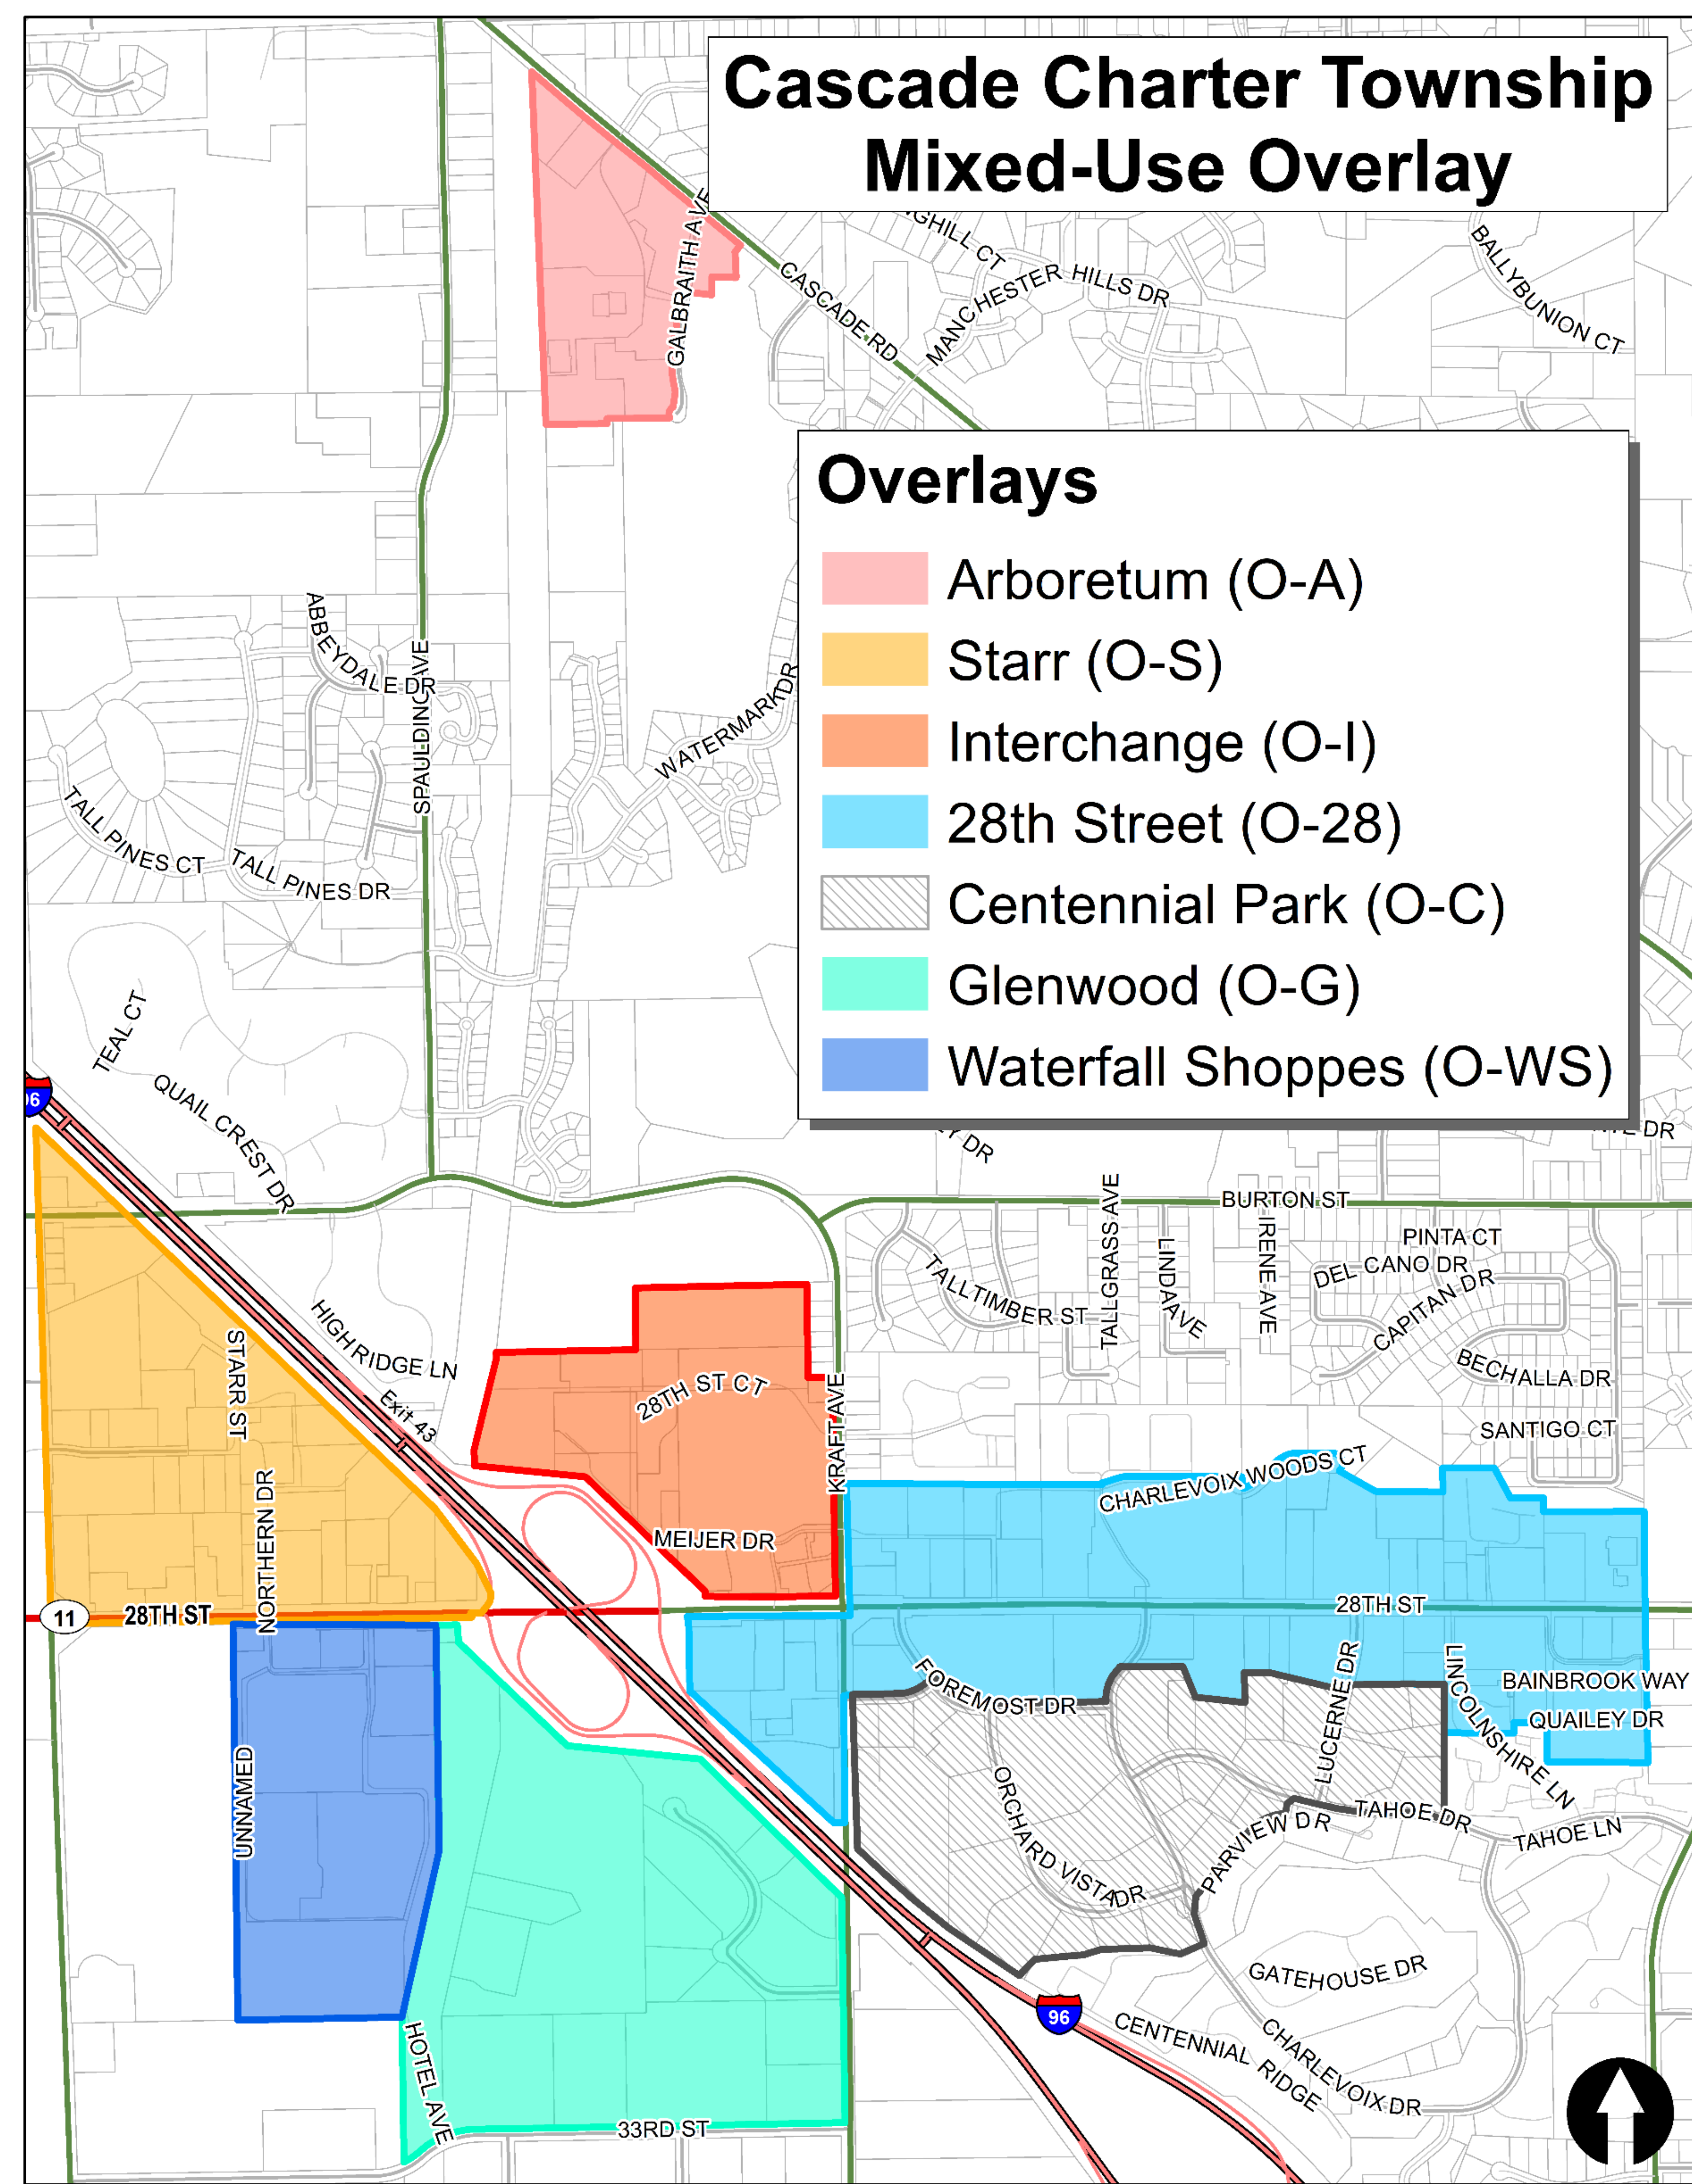 Cascade Charter Township
Mixed-Use Overlay
GALBRAITH AVE
CASCADE RD
MANCHESTER HILLS DR
BALLYBUNION CT
Overlays
Arboretum (O-A)
Starr (O-S)
Interchange (O-I)
28th Street (O-28)
Centennial Park (O-C)
Glenwood (O-G)
Waterfall Shoppes (O-WS)
ABBEYDALE DR
SPAULDING AVE
WATERMARK DR
TALL PINES CT
TALL PINES DR
TEAL CT
QUAIL CREST DR
DR
DR
BURTON ST
TALLGRASS AVE
LINDA AVE
IRENE AVE
PINTA CT
DEL CANO DR
CAPITAN DR
TALLTIMBER ST
BECHALLA DR
SANTIGO CT
HIGHRIDGE LN
STARR ST
Exit 43
28TH ST CT
KRAFT AVE
CHARLEVOIX WOODS CT
NORTHERN DR
MEIJER DR
11
28TH ST
28TH ST
FOREMOST DR
LUCERNE DR
LINCOLNSHIRE LN
BAINBROOK WAY
QUAILEY DR
UNNAMED
ORCHARD VISTA DR
PARVIEW DR
TAHOE DR
TAHOE LN
GATEHOUSE DR
96
CENTENNIAL RIDGE
CHARLEVOIX DR
HOTEL AVE
33RD ST